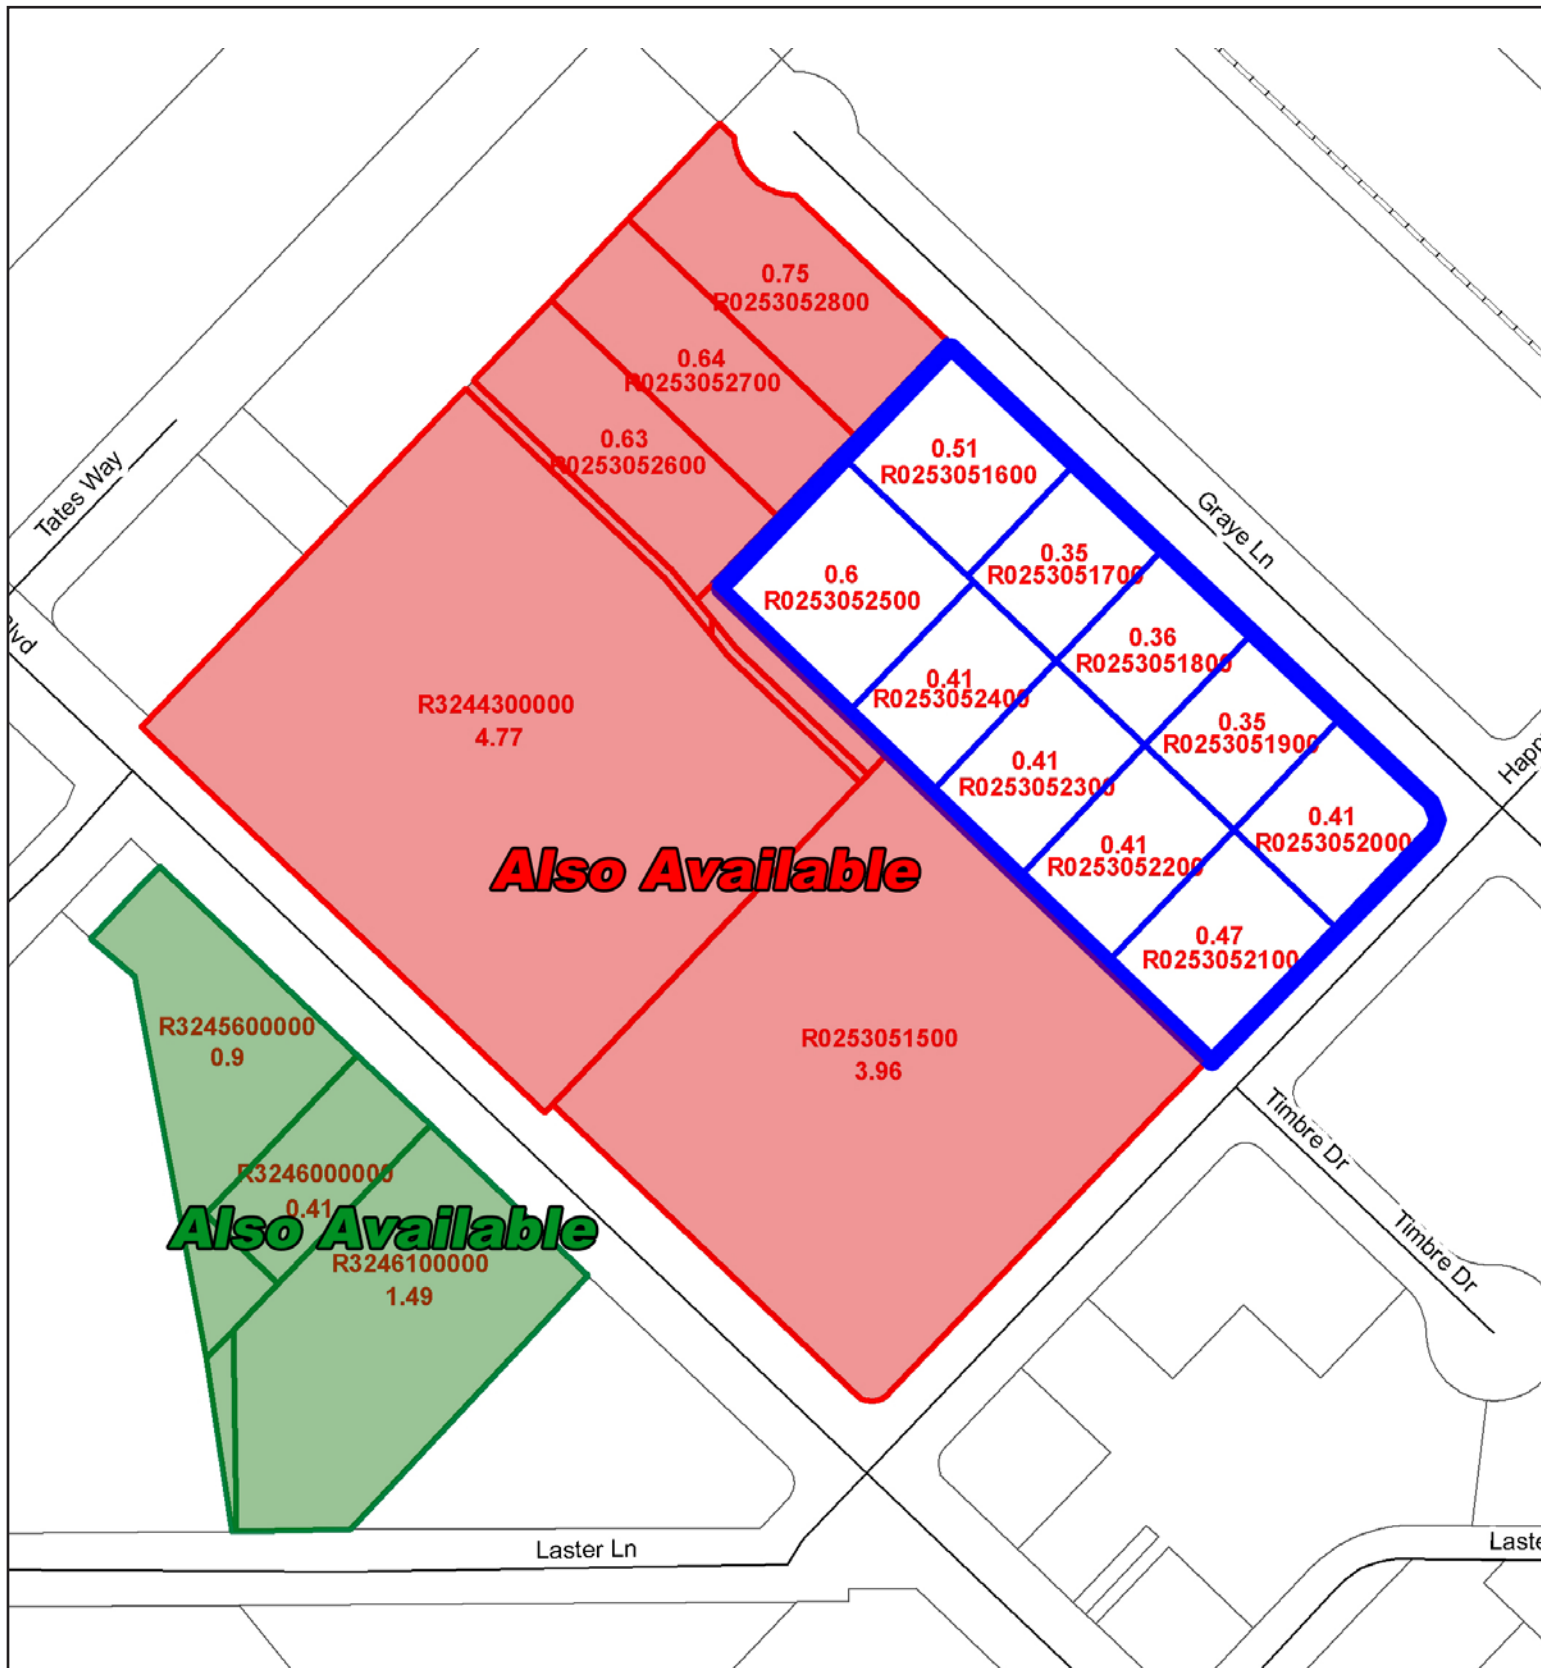 0.75
R0253052800
0.64
R0253052700
0.63
R0253052600
0.51
R0253051600
Tates Way
Graye Ln
0.35
R0253051700
0.6
R0253052500
Blvd
0.36
R0253051800
0.41
R0253052400
R3244300000
4.77
0.35
R0253051900
0.41
R0253052300
0.41
R0253052000
0.41
R0253052200
Also Available
0.47
R0253052100
R3245600000
0.9
R0253051500
3.96
Timbre Dr
R3246000000
0.41
Also Available
Timbre Dr
R3246100000
1.49
Laster Ln